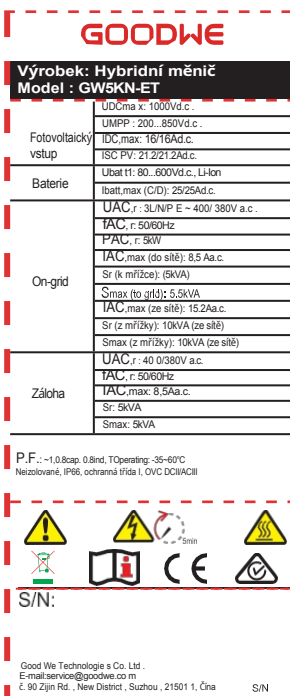 GOODWE
Výrobek: Hybridní měnič
Model : GW5KN-ET
Fotovoltaický vstup
UDCma x: 1000Vd.c .
UMPP : 200...850Vd.c .
IDC,max: 16/16Ad.c.
ISC PV: 21.2/21.2Ad.c.
Baterie
Ubat t1: 80...600Vd.c., Li-Ion
Ibatt,max (C/D): 25/25Ad.c.
On-grid
UAC,r : 3L/N/P E ~ 400/ 380V a.c .
fAC, r: 50/60Hz
PAC, r: 5kW
IAC,max (do sítě): 8,5 Aa.c.
Sr (k mřížce): (5kVA)
Smax (to grid): 5.5kVA
IAC,max (ze sítě): 15.2Aa.c.
Sr (z mřížky): 10kVA (ze sítě)
Smax (z mřížky): 10kVA (ze sítě)
Záloha
UAC,r : 40 0/380V a.c.
fAC, r: 50/60Hz
IAC,max: 8,5Aa.c.
Sr: 5kVA
Smax: 5kVA
P.F.: ~1,0.8cap. 0.8ind, TOperating: -35~60°C
Neizolované, IP66, ochranná třída I, OVC DCII/ACIII
5min
S/N:
Good We Technologie s Co. Ltd .
E-mail:service@goodwe.co m
č. 90 Zijin Rd. , New District , Suzhou , 21501 1, Čína
S/N